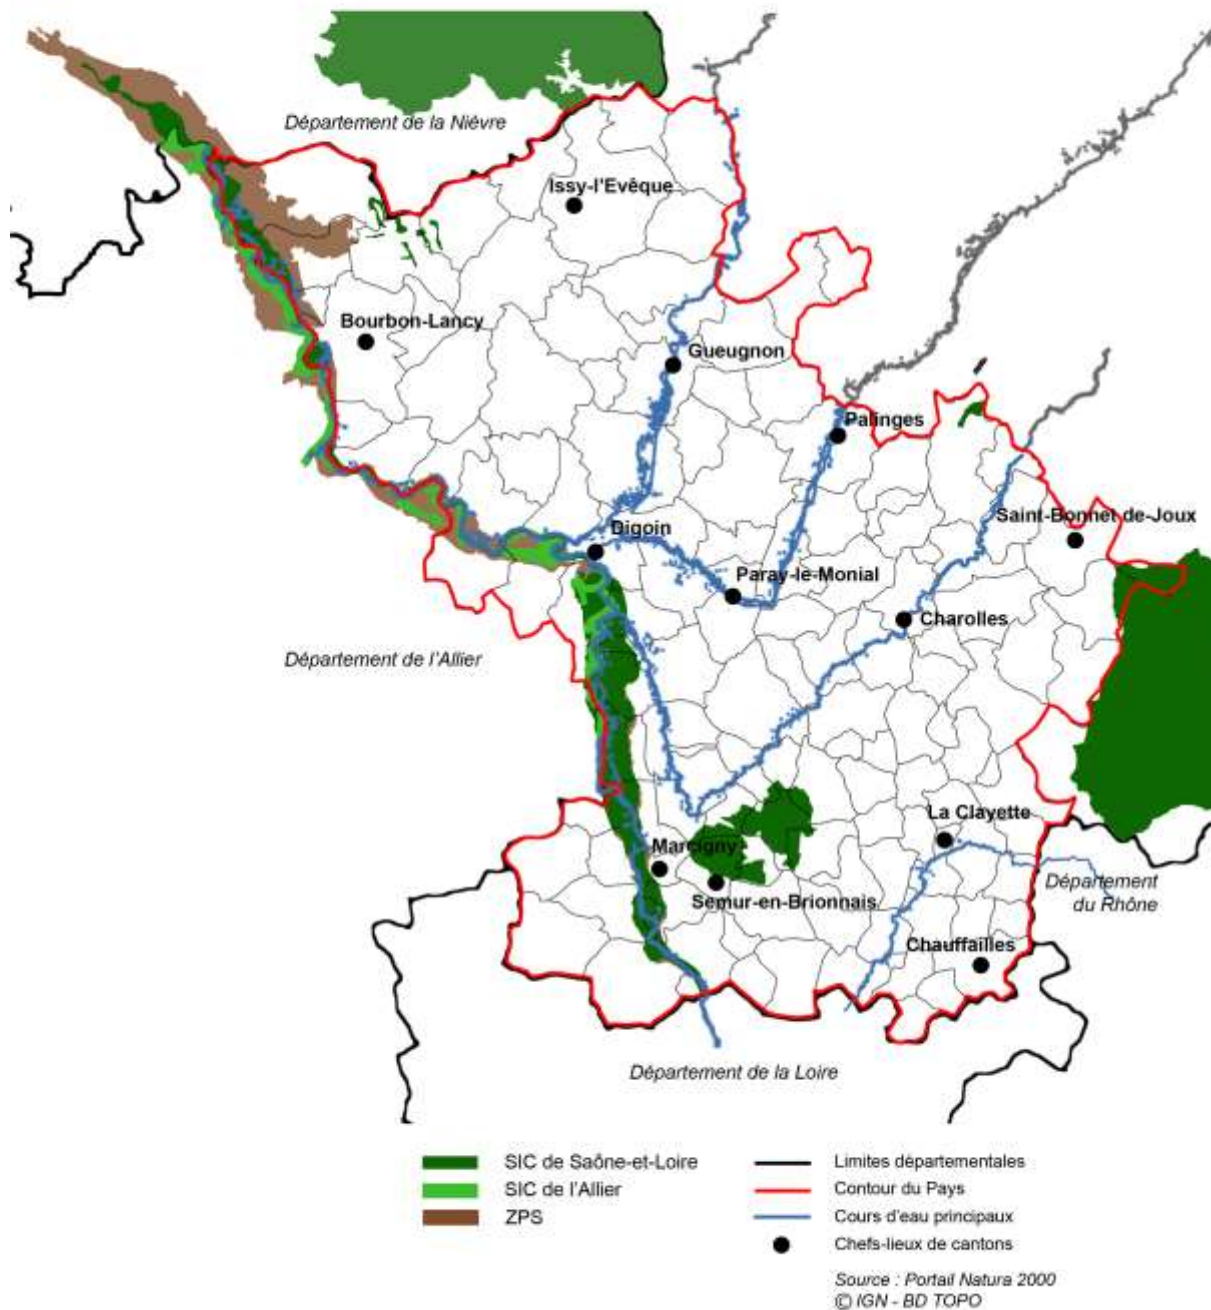 Département de la Nièvre
Issy-l'Evêque
Bourbon-Lancy
Gueugnon
Palinges
Saint-Bonnet de-Joux
Digoin
Paray-le-Monial
Charolles
Département de l'Allier
La Clayette
Marcigny
Semur-en-Brionnais
Département
du Rhône
Chauffailles
Département de la Loire
SIC de Saône-et-Loire
SIC de l'Allier
ZPS
Limites départementales
Contour du Pays
Cours d'eau principaux
Chefs-lieux de cantons
Source : Portail Natura 2000
© IGN - BD TOPO